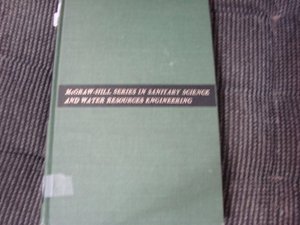 McGRAW-HILL SERIES IN SANITARY SCIENCE
AND WATER RESOURCES ENGINEERING